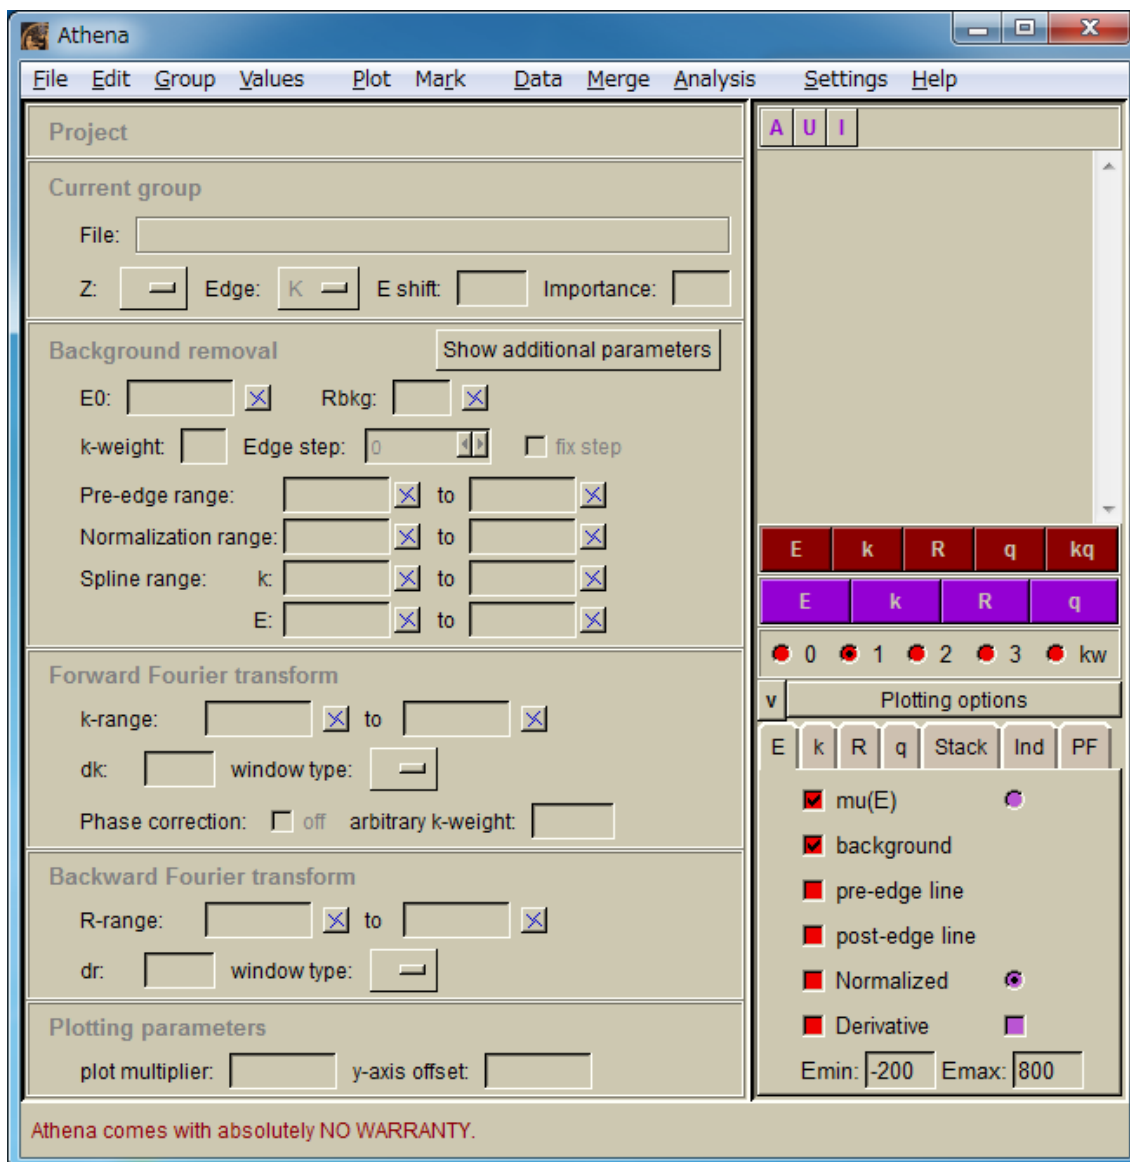 Athena
File Edit Group Values Plot Mark Data Merge Analysis Settings Help
Project
Current group
File:
Z: Edge: K E shift: Importance:
Background removal Show additional parameters
E0: Rbkg:
k-weight: Edge step: 0 fix step
Pre-edge range: to
Normalization range: to
Spline range: k: to
E: to
Forward Fourier transform
k-range: to
dk: window type:
Phase correction: off arbitrary k-weight:
Backward Fourier transform
R-range: to
dr: window type:
Plotting parameters
plot multiplier: y-axis offset:
A U I
E k R q kq
E k R q
0 1 2 3 kw
v Plotting options
E k R q Stack Ind PF
mu(E)
background
pre-edge line
post-edge line
Normalized
Derivative
Emin: -200 Emax: 800
Athena comes with absolutely NO WARRANTY.